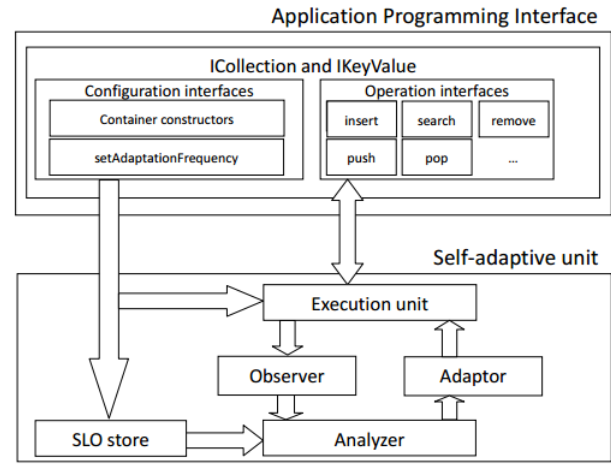 Application Programming Interface
ICollection and IKeyValue
Configuration interfaces
Container constructors
setAdaptationFrequency
Operation interfaces
insert
search
remove
push
pop
...
Self-adaptive unit
Execution unit
Observer
Adaptor
SLO store
Analyzer